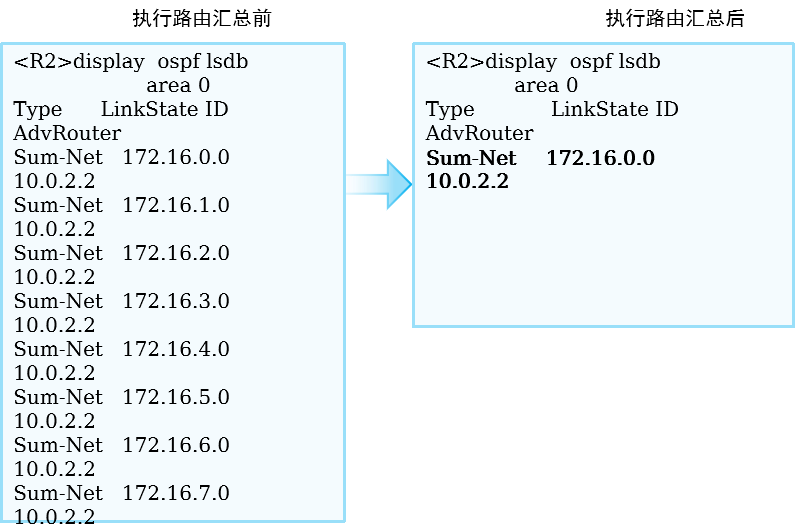 执行路由汇总前
<R2>display ospf lsdb
area 0
Type LinkState ID
AdvRouter
Sum-Net 172.16.0.0
10.0.2.2
Sum-Net 172.16.1.0
10.0.2.2
Sum-Net 172.16.2.0
10.0.2.2
Sum-Net 172.16.3.0
10.0.2.2
Sum-Net 172.16.4.0
10.0.2.2
Sum-Net 172.16.5.0
10.0.2.2
Sum-Net 172.16.6.0
10.0.2.2
Sum-Net 172.16.7.0
10.0.2.2
执行路由汇总后
<R2>display ospf lsdb
area 0
Type LinkState ID
AdvRouter
Sum-Net 172.16.0.0
10.0.2.2